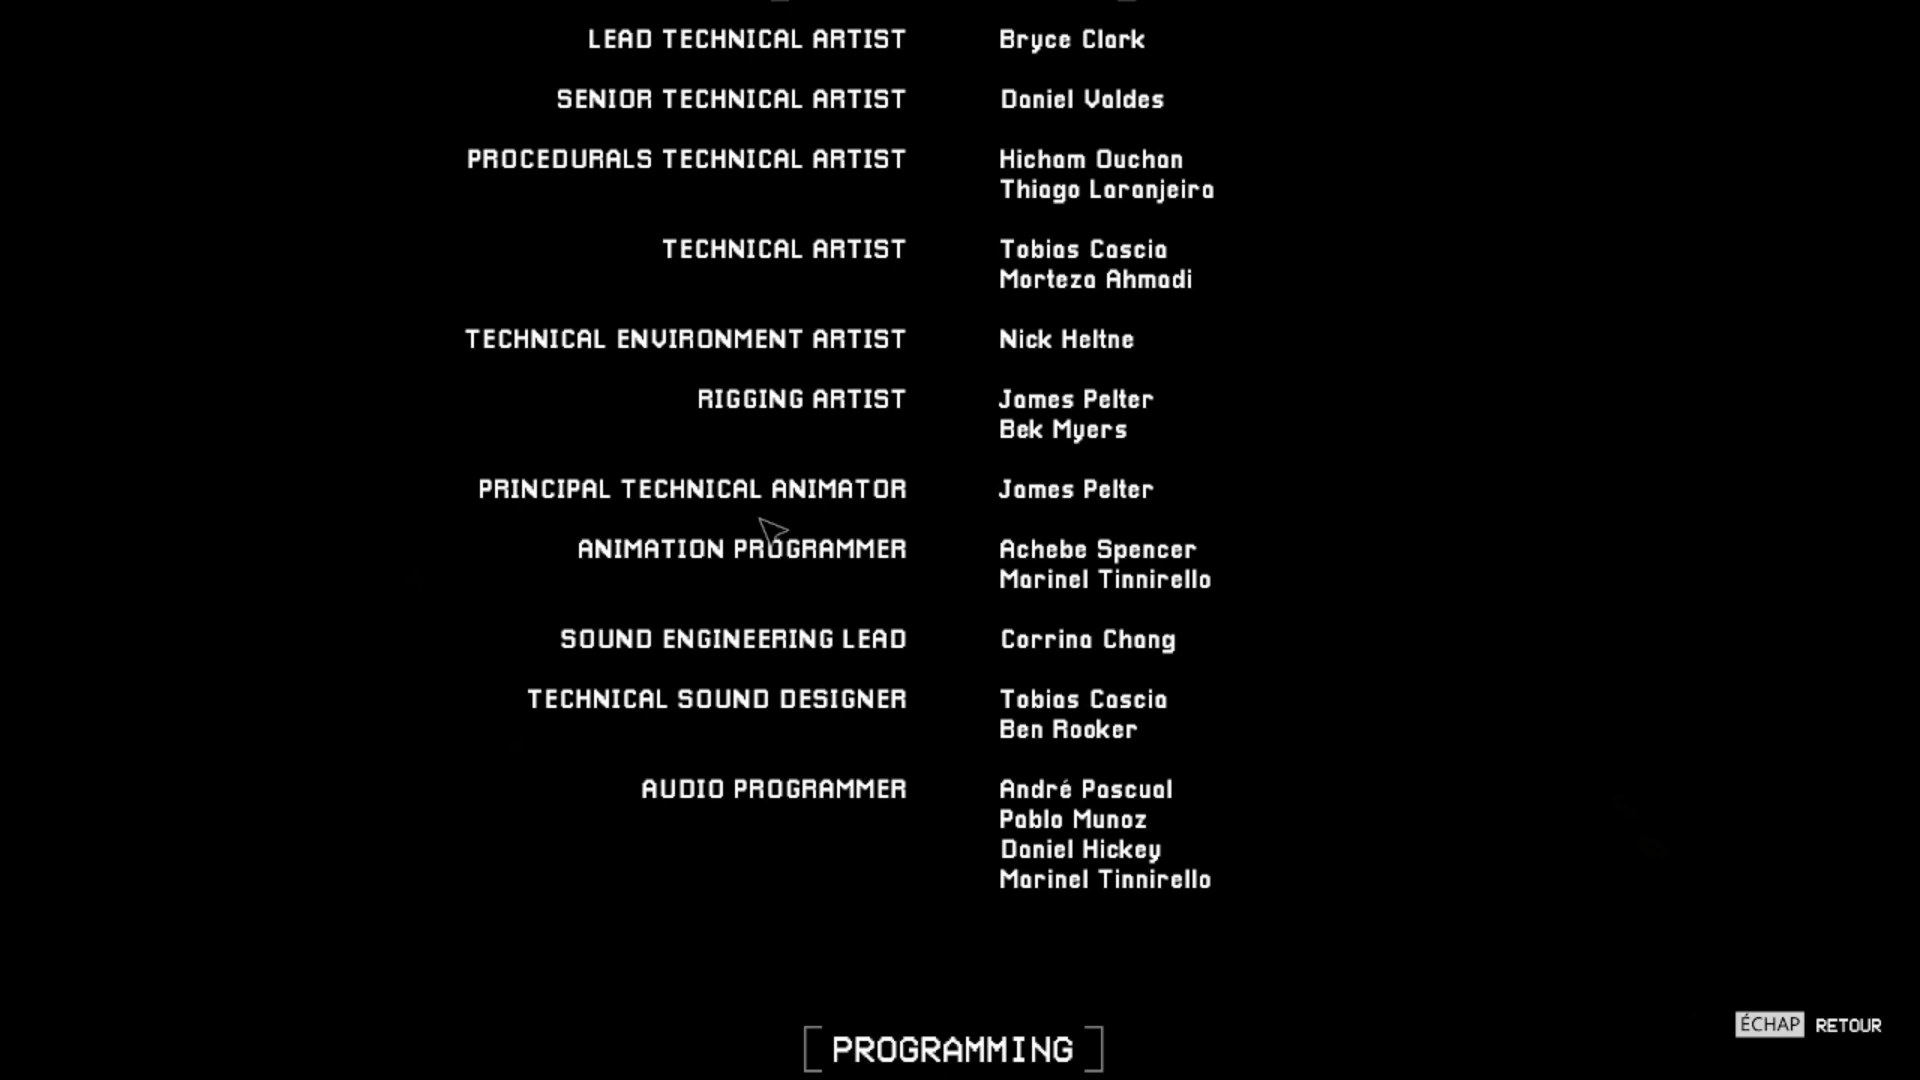 LEAD TECHNICAL ARTIST Bryce Clark
SENIOR TECHNICAL ARTIST Daniel Valdes
PROCEDURALS TECHNICAL ARTIST Hicham Ouchan
Thiago Laranjeira
TECHNICAL ARTIST Tobias Cascia
Morteza Ahmadi
TECHNICAL ENVIRONMENT ARTIST Nick Heltne
RIGGING ARTIST James Pelter
Bek Myers
PRINCIPAL TECHNICAL ANIMATOR James Pelter
ANIMATION PROGRAMMER Achebe Spencer
Marinel Tinnirello
SOUND ENGINEERING LEAD Corrina Chang
TECHNICAL SOUND DESIGNER Tobias Cascia
Ben Rooker
AUDIO PROGRAMMER André Pascual
Pablo Munoz
Daniel Hickey
Marinel Tinnirello
ÉCHAP RETOUR
PROGRAMMING